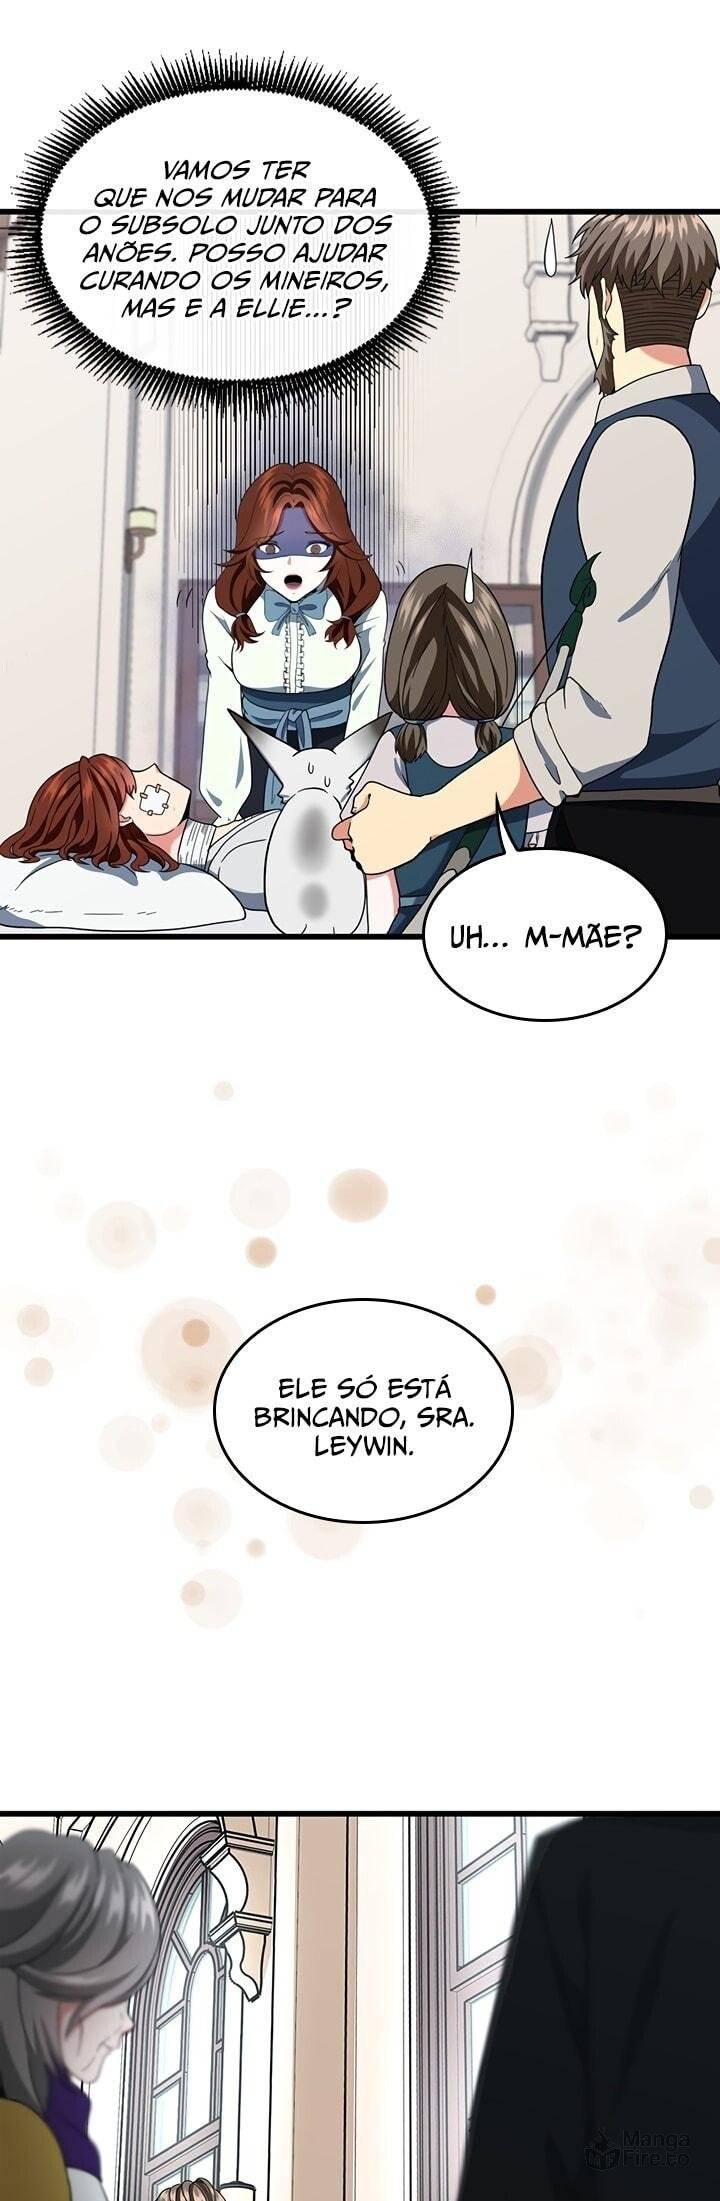 VAMOS TER
QUE NOS MUDAR PARA
O SUBSOLO JUNTO DOS
ANÕES. POSSO AJUDAR
CURANDO OS MINEIROS,
MAS E A ELLIE...?
UH... M-MÃE?
ELE SÓ ESTÁ
BRINCANDO, SRA.
LEYWIN.
Manga
Fire.to